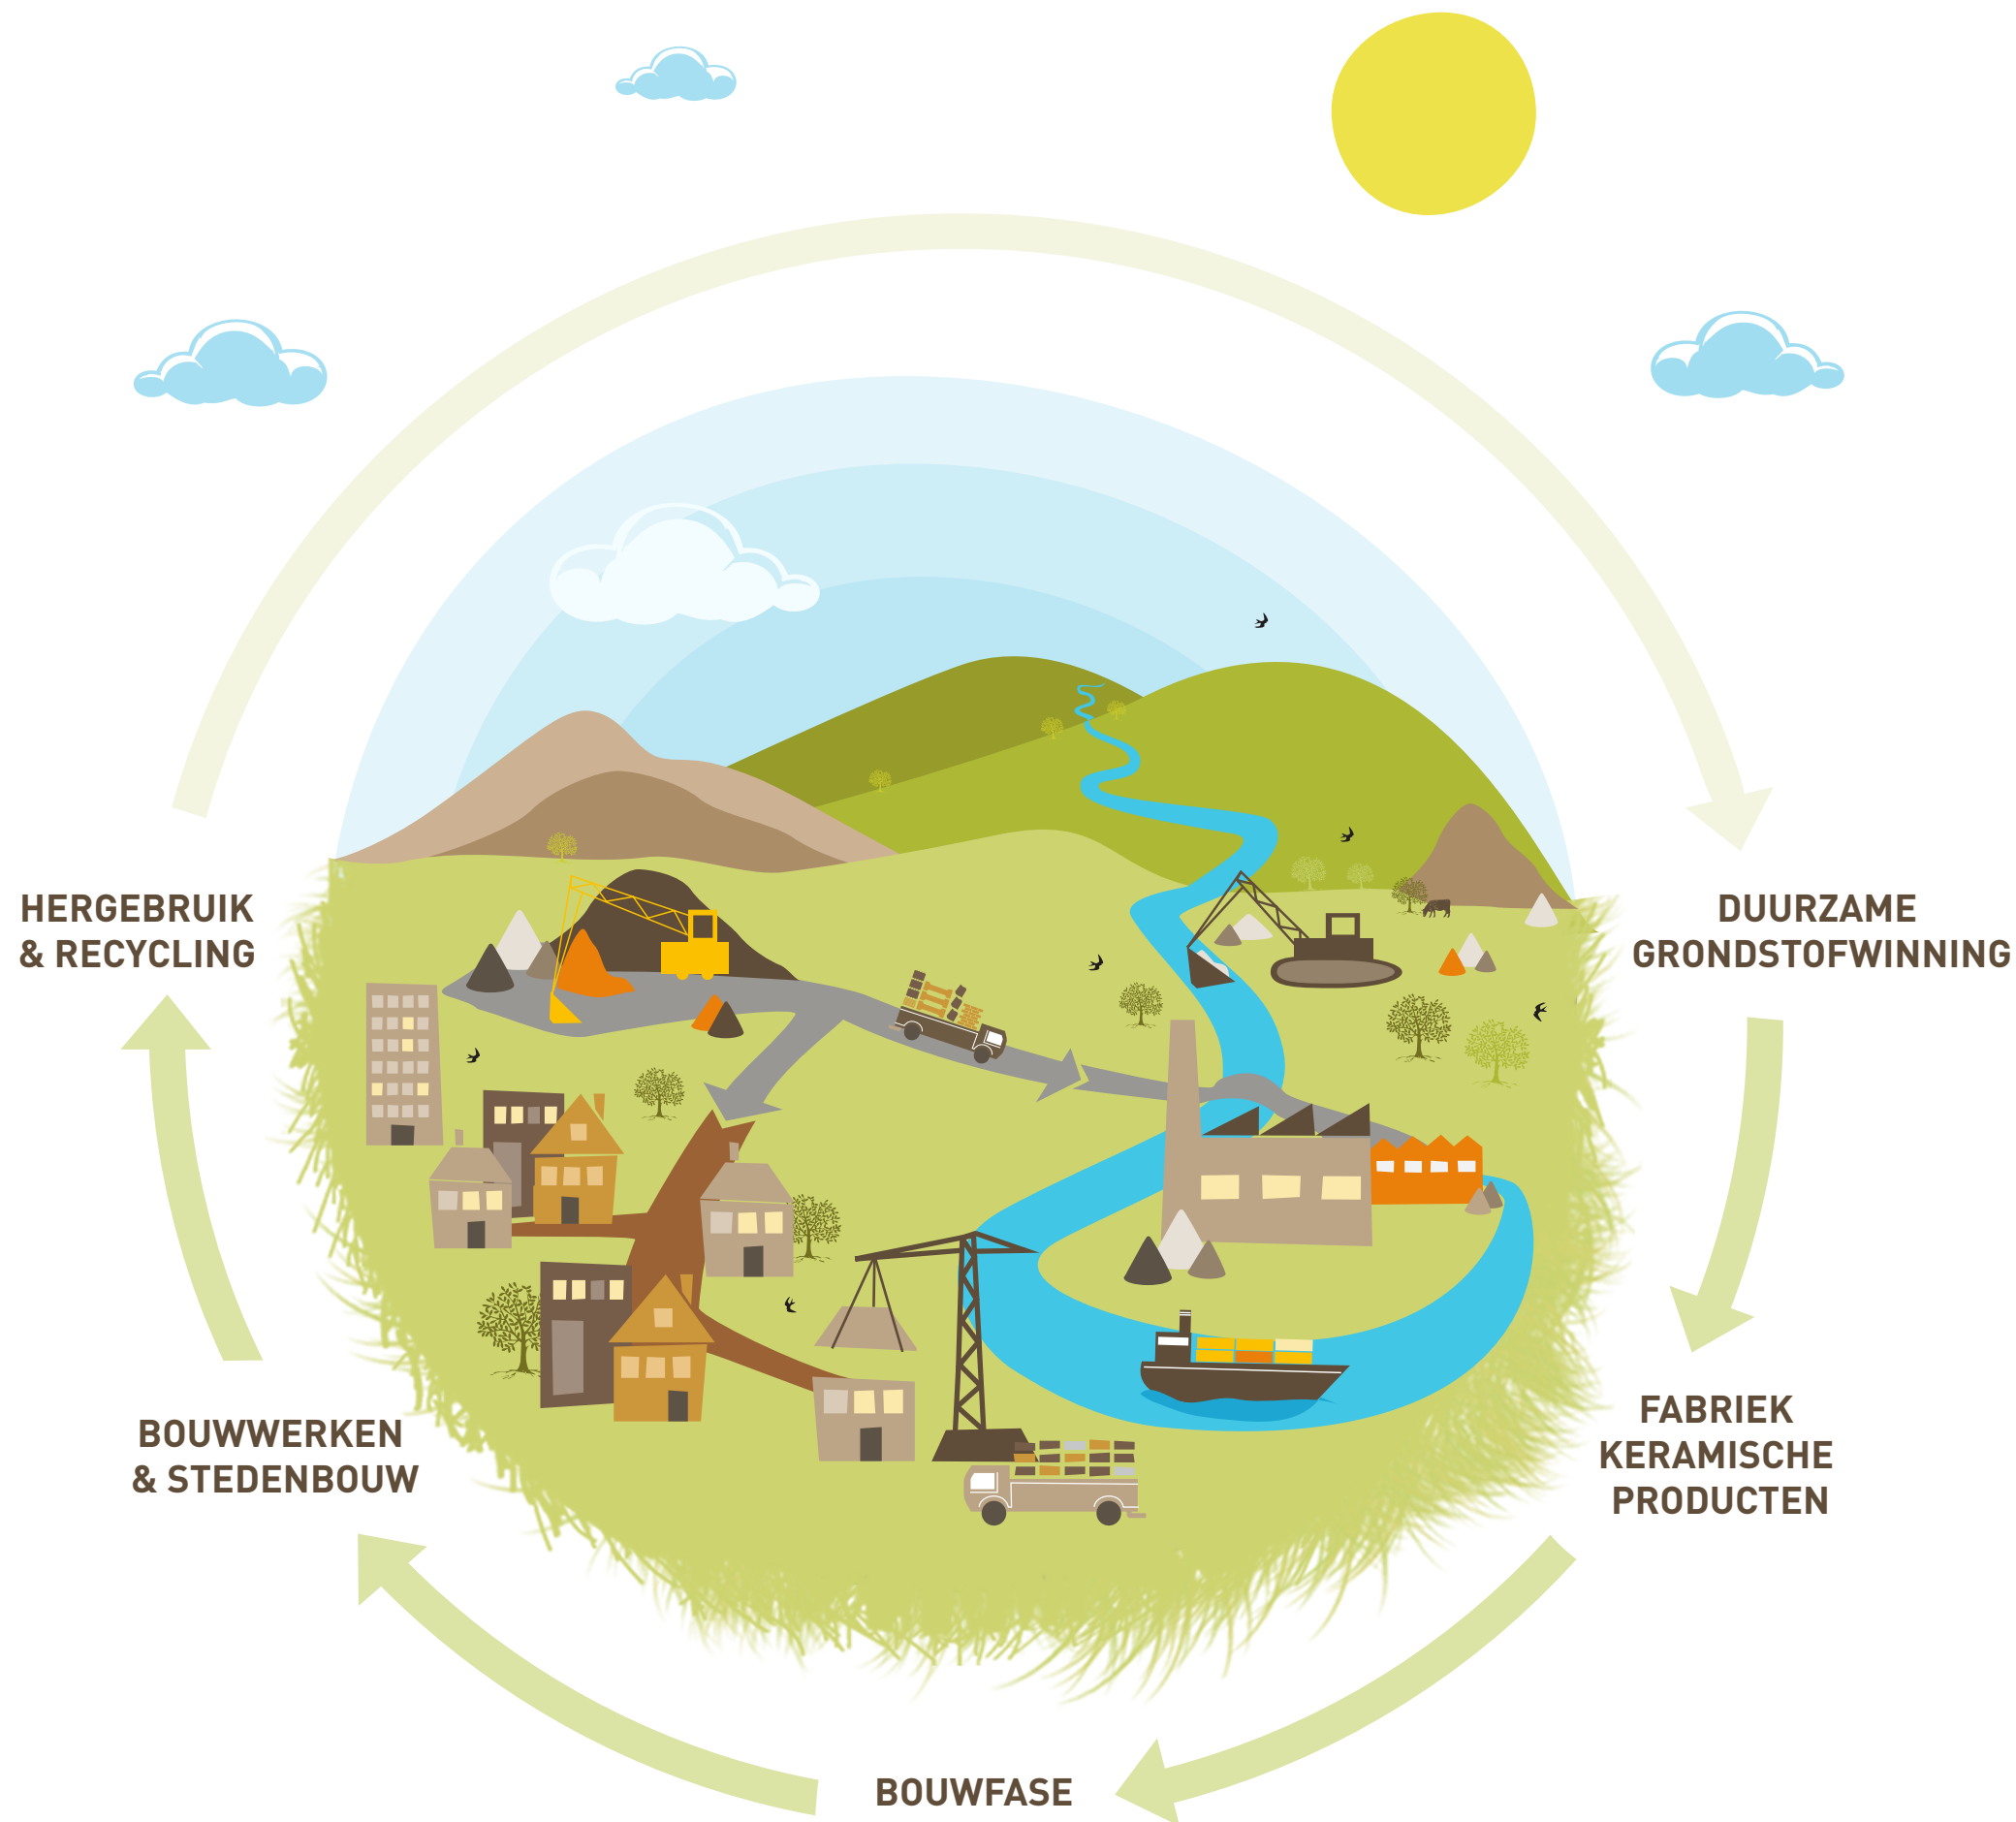 HERGEBRUIK
& RECYCLING
DUURZAME
GRONDSTOFWINNING
FABRIEK
KERAMISCHE
PRODUCTEN
BOUWWERKEN
& STEDENBOUW
BOUWFASE